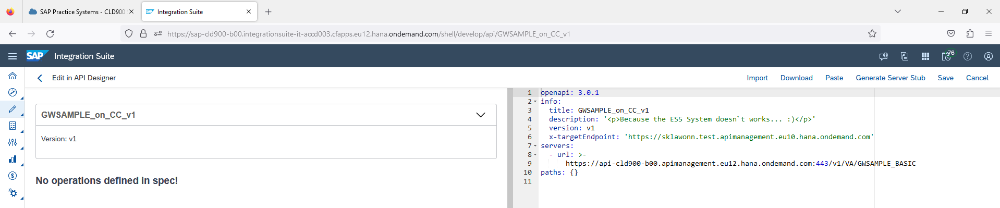 SAP Practice Systems - CLD900
Integration Suite
https://sap-cld900-b00.integrationsuite-it-accd003.cfapps.eu12.hana.ondemand.com/shell/develop/api/GWSAMPLE_on_CC_v1
SAP Integration Suite
76
Edit in API Designer
Import Download Paste Generate Server Stub Save Cancel
GWSAMPLE_on_CC_v1
Version: v1
No operations defined in spec!
1 openapi: 3.0.1
2 info:
3 title: GWSAMPLE_on_CC_v1
4 description: '<p>Because the ES5 System doesn`t works... :)</p>'
5 version: v1
6 x-targetEndpoint: 'https://sklawonn.test.apimanagement.eu10.hana.ondemand.com'
7 servers:
8 - url: >-
9 https://api-cld900-b00.apimanagement.eu12.hana.ondemand.com:443/v1/VA/GWSAMPLE_BASIC
10 paths: {}
11